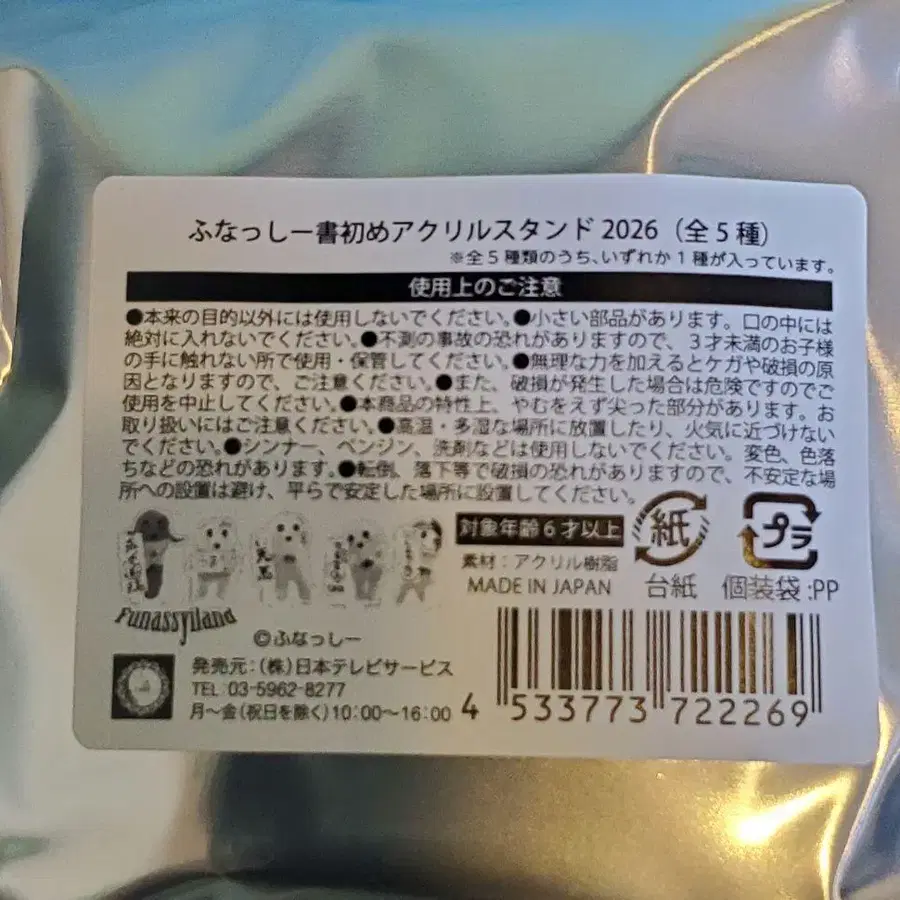 ふなっしー書初めアクリルスタンド 2026（全5種）
※全5種類のうち、いずれか1種が入っています。
使用上のご注意
●本来の目的以外には使用しないでください。●小さい部品があります。口の中には
絶対に入れないでください。●不測の事故の恐れがありますので、3才未満のお子様
の手に触れない所で使用・保管してください。●無理な力を加えるとケガや破損の原
因となりますので、ご注意ください。●また、破損が発生した場合は危険ですのでご
使用を中止してください。●本商品の特性上、やむをえず尖った部分があります。お
取り扱いにはご注意ください。●高温・多湿な場所に放置したり、火気に近づけない
でください。●シンナー、ベンジン、洗剤などは使用しないでください。変色、色落
ちなどの恐れがあります。●転倒、落下等で破損の恐れがありますので、不安定な場
所への設置は避け、平らで安定した場所に設置してください。
対象年齢6才以上
素材：アクリル樹脂
MADE IN JAPAN
紙
台紙
プラ
個装袋:PP
Funassyiland
©ふなっしー
発売元：（株）日本テレビサービス
TEL 03-5962-8277
月〜金（祝日を除く）10:00〜16:00
4 533773 722269